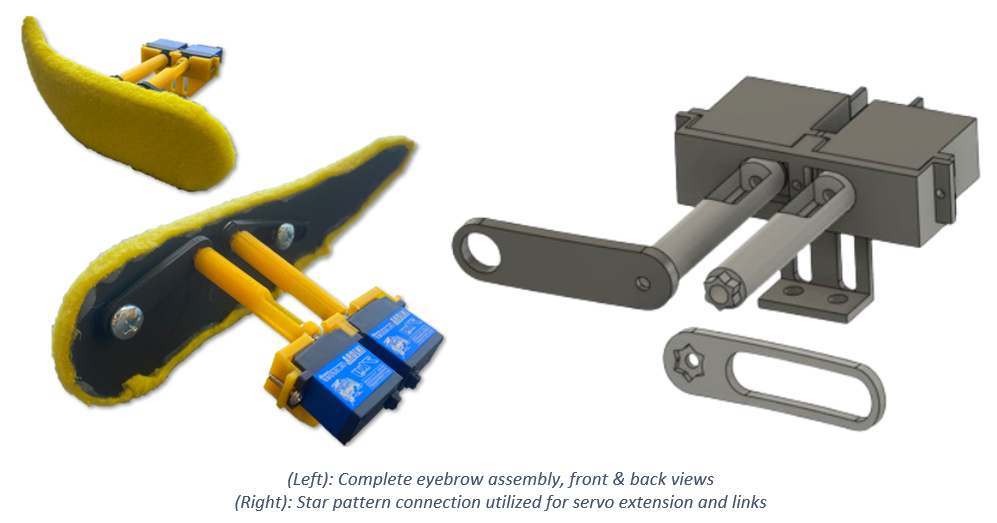 (Left): Complete eyebrow assembly, front & back views
(Right): Star pattern connection utilized for servo extension and links